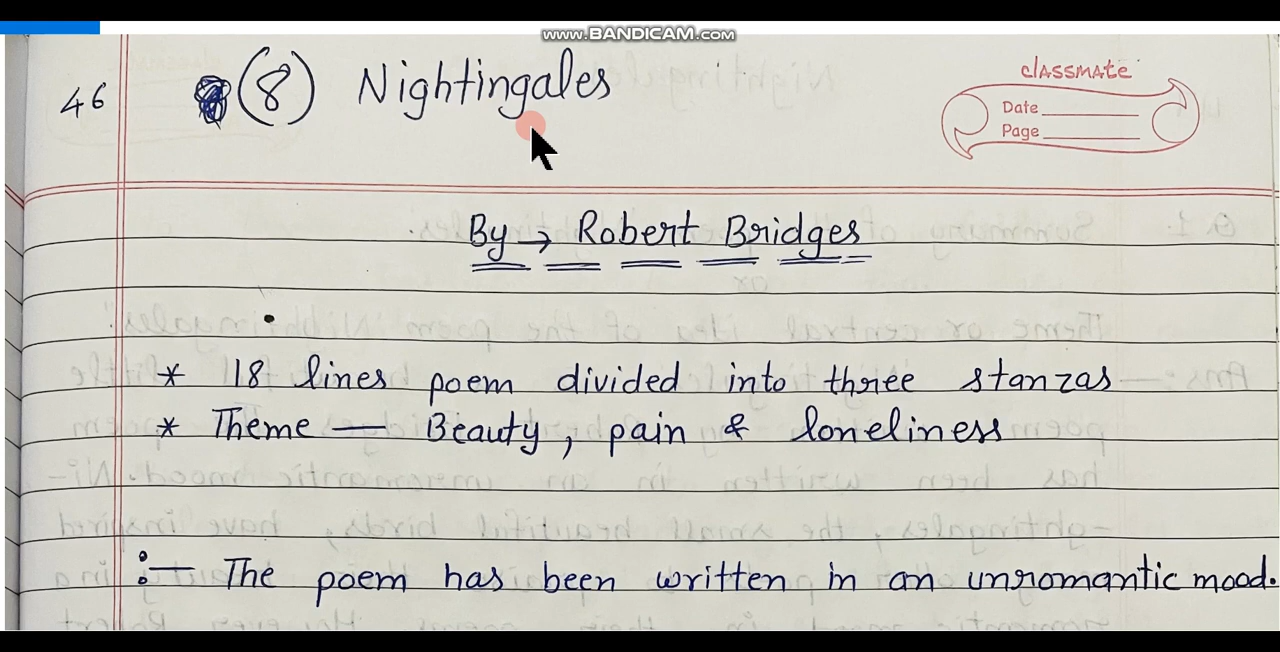 www.BANDICAM.com
46 (8) Nightingales
classmate
Date
Page
By → Robert Bridges
* 18 lines poem divided into three stanzas
* Theme — Beauty, pain & loneliness
:— The poem has been written in an unromantic mood.